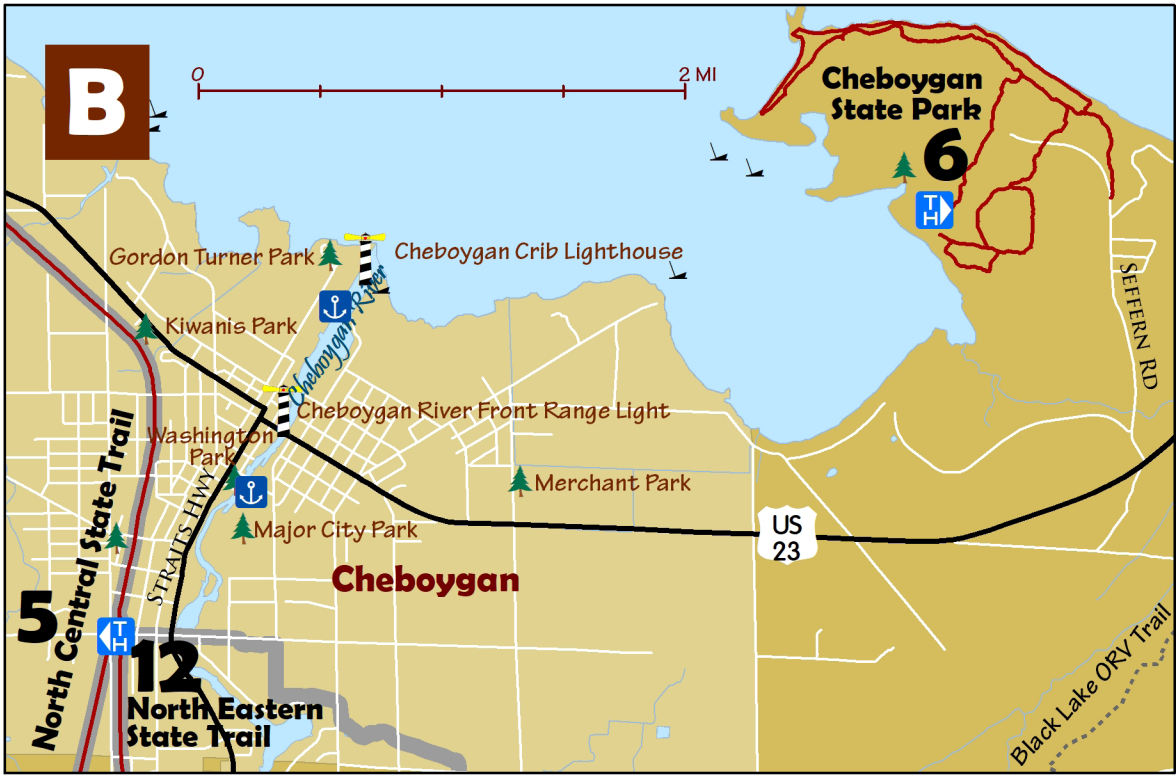 B
0
2 MI
Cheboygan
State Park
6
T
H
Gordon Turner Park
Cheboygan Crib Lighthouse
Cheboygan River
Kiwanis Park
SEFFERN RD
Cheboygan River Front Range Light
Washington
Park
Merchant Park
STRAITS HWY
Major City Park
US
23
North Central State Trail
Cheboygan
5
T
H
12
North Eastern
State Trail
Black Lake ORV Trail